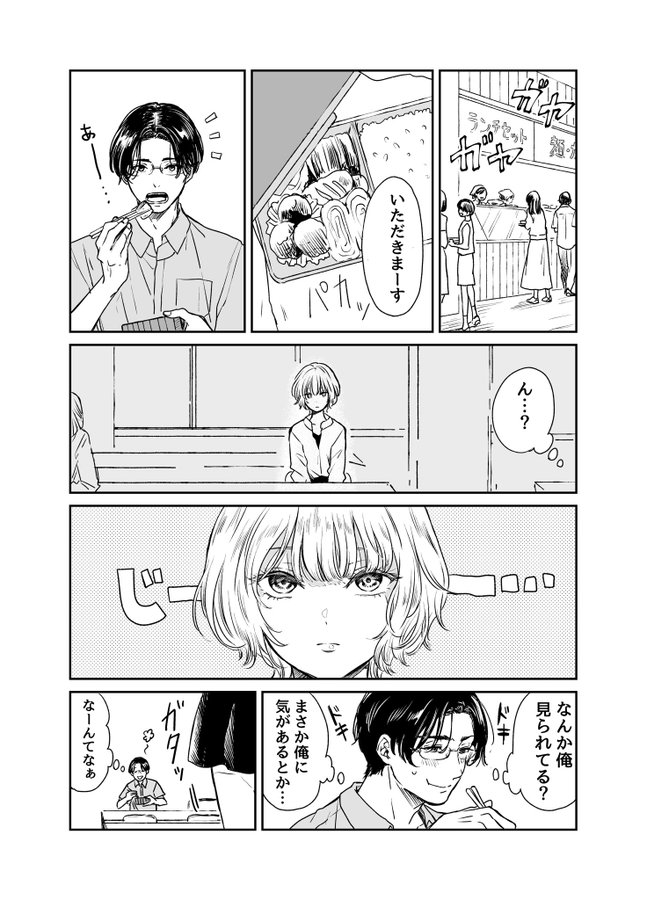 ガヤ
ガヤ
ランチセット
麺・
いただきまーす
パカッ
あー…
ん…?
じー…
なんか俺
見られてる?
ドキ
ドキ
まさか俺に
気があるとか…
ガタッ
なーんてなぁ